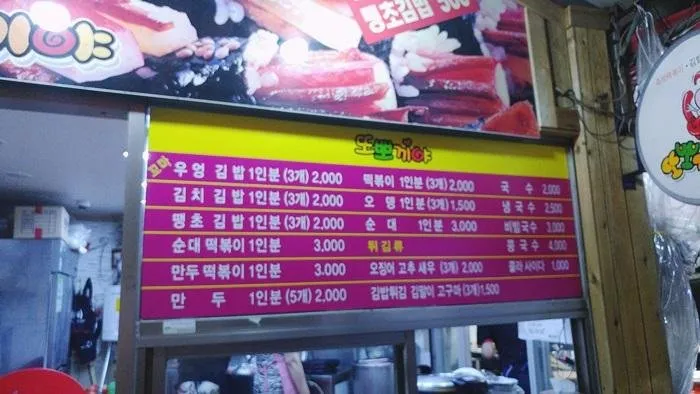 땡초김밥 500
또뽀끼야
꼬마 우엉 김밥 1인분 (3개) 2,000
김치 김밥 1인분 (3개) 2,000
땡초 김밥 1인분 (3개) 2,000
순대 떡볶이 1인분 3,000
만두 떡볶이 1인분 3.000
만 두 1인분 (5개) 2,000
떡볶이 1인분 (3개) 2,000
오 뎅 1인분 (3개) 1,500
순 대 1인분 3.000
튀김류
오징어 고추 새우 (3개) 2,000
김밥튀김 김말이 고구마 (3개) 1,500
국 수 2,000
냉 국 수 2,500
비빔국수 3,000
콩 국 수 4,000
콜라 사이다 1,000